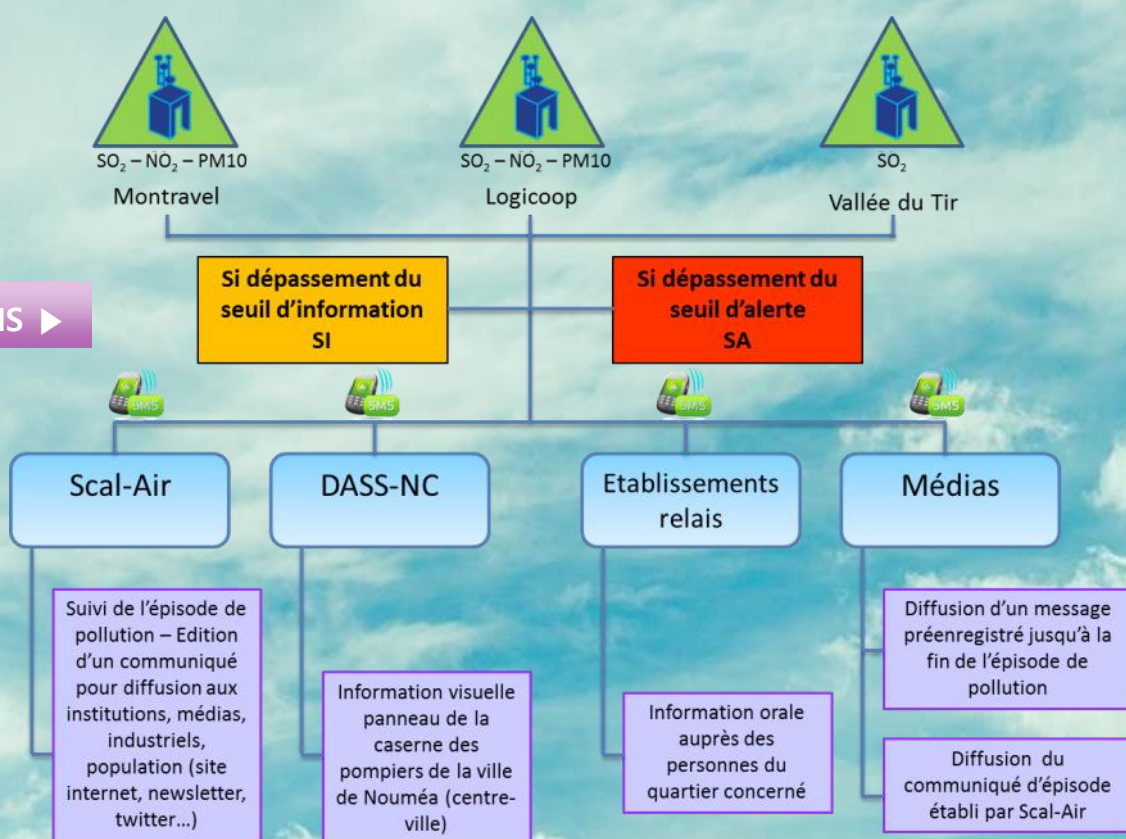 SO₂ – NO₂ – PM10
Montravel
SO₂ – NO₂ – PM10
Logicoop
SO₂
Vallée du Tir
Si dépassement du
seuil d'information
SI
Si dépassement du
seuil d'alerte
SA
SMS
SMS
SMS
SMS
Scal-Air
DASS-NC
Etablissements
relais
Médias
Suivi de l'épisode de
pollution – Edition
d'un communiqué
pour diffusion aux
institutions, médias,
industriels,
population (site
internet, newsletter,
twitter...)
Information visuelle
panneau de la
caserne des
pompiers de la ville
de Nouméa (centre-
ville)
Information orale
auprès des
personnes du
quartier concerné
Diffusion d'un message
préenregistré jusqu'à la
fin de l'épisode de
pollution
Diffusion du
communiqué d'épisode
établi par Scal-Air